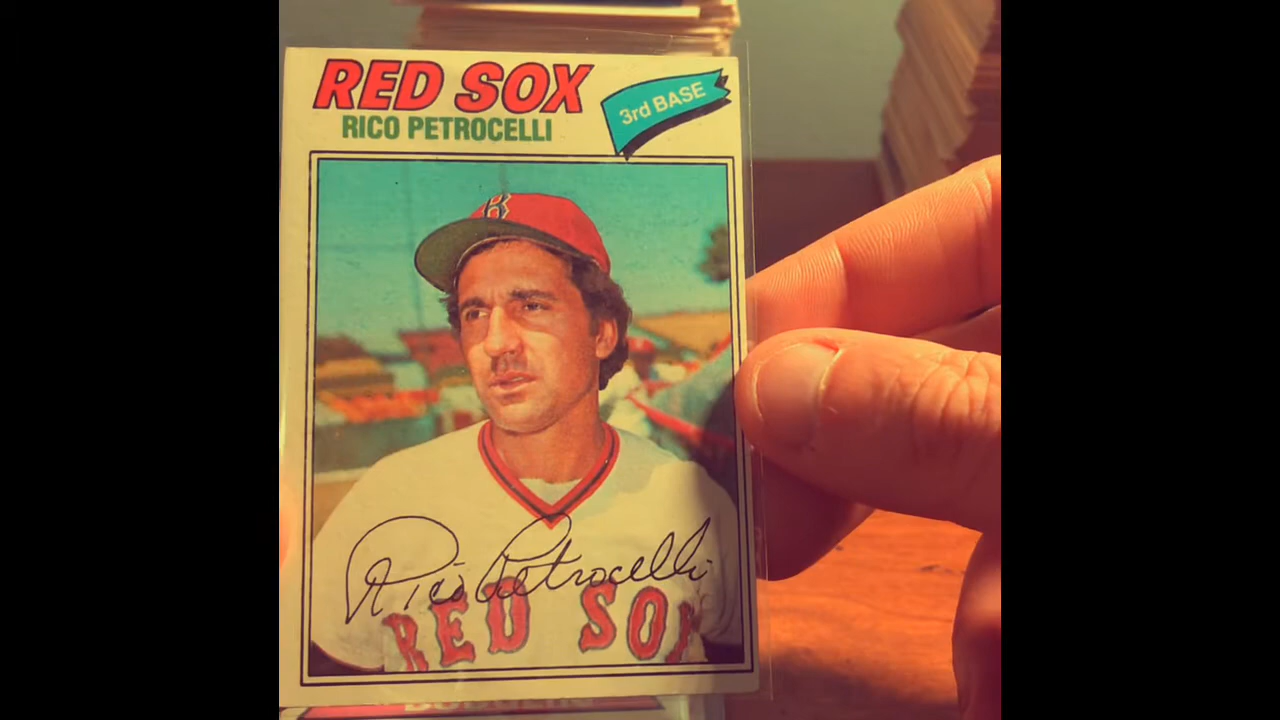 RED SOX
RICO PETROCELLI
3rd BASE
B
Rico Petrocelli
RED SOX